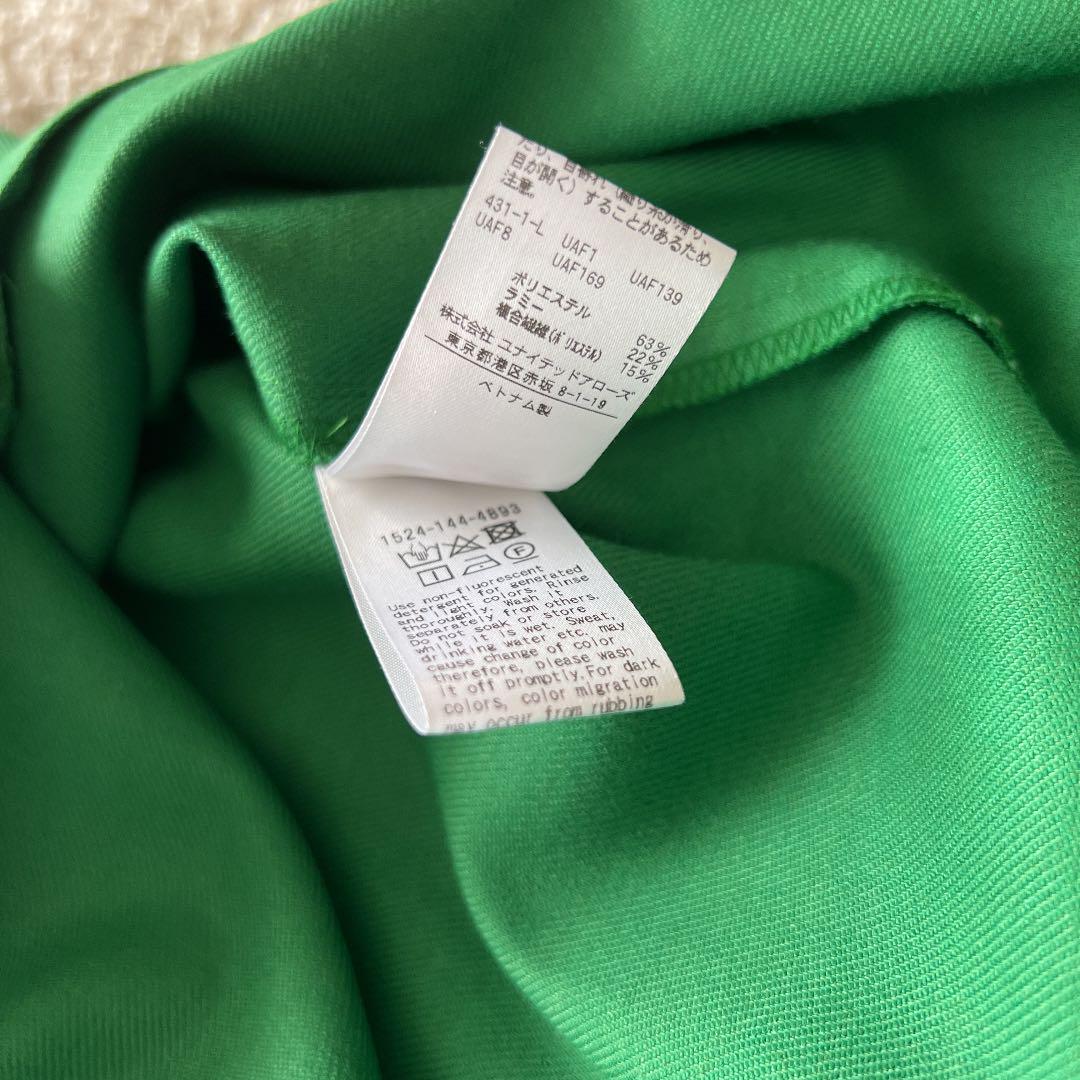 目が開く）することがあるため
注意。
431-1-L UAF1 UAF139
UAF8 UAF169
ポリエステル 63%
ラミー 22%
複合繊維(ﾎﾟﾘｴｽﾃﾙ) 15%
株式会社 ユナイテッドアローズ
東京都港区赤坂 8-1-19
ベトナム製
1524-144-4893
F
Use non-fluorescent
detergent for generated
and light colors. Rinse
thoroughly, Wash it
separately from others.
Do not soak or store
while it is wet. Sweat,
drinking water etc. may
cause change of color
therefore, please wash
it off promptly.For dark
colors, color migration
may occur from rubbing